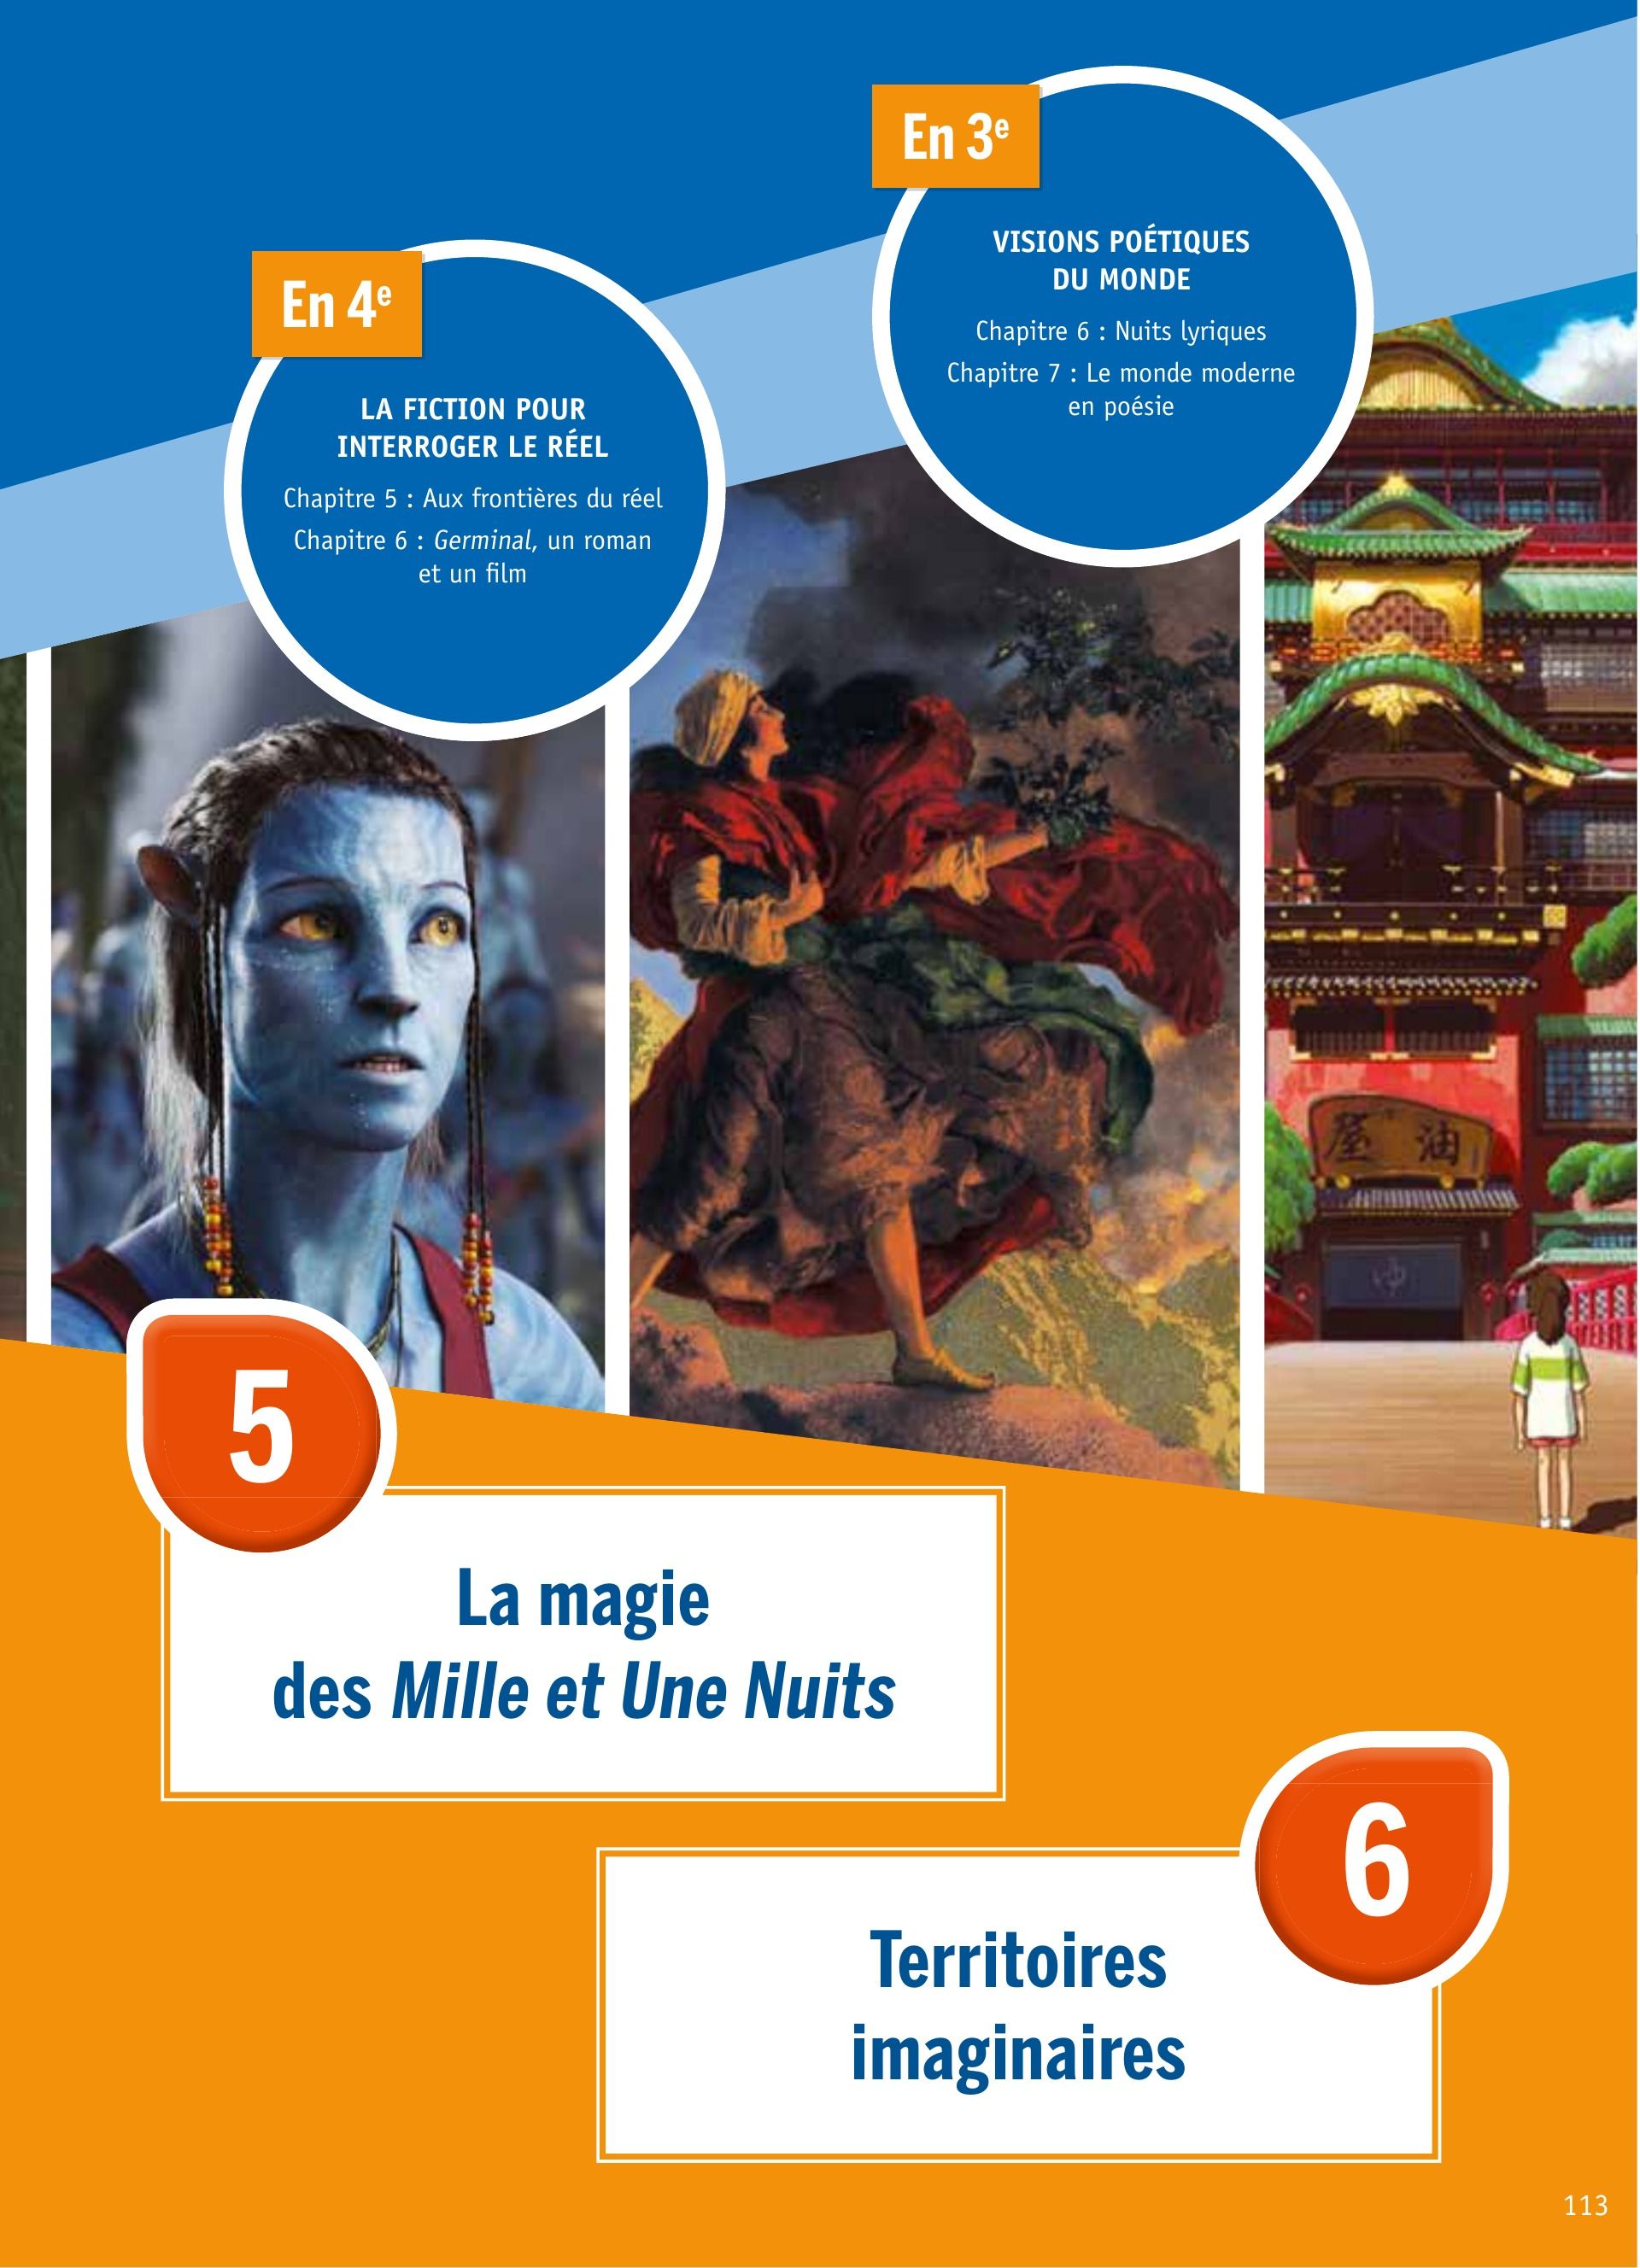 En 3e
VISIONS POÉTIQUES
DU MONDE
Chapitre 6 : Nuits lyriques
Chapitre 7 : Le monde moderne
en poésie
En 4e
LA FICTION POUR
INTERROGER LE RÉEL
Chapitre 5 : Aux frontières du réel
Chapitre 6 : Germinal, un roman
et un film
屋 油
ゆ
5
La magie
des Mille et Une Nuits
6
Territoires
imaginaires
113